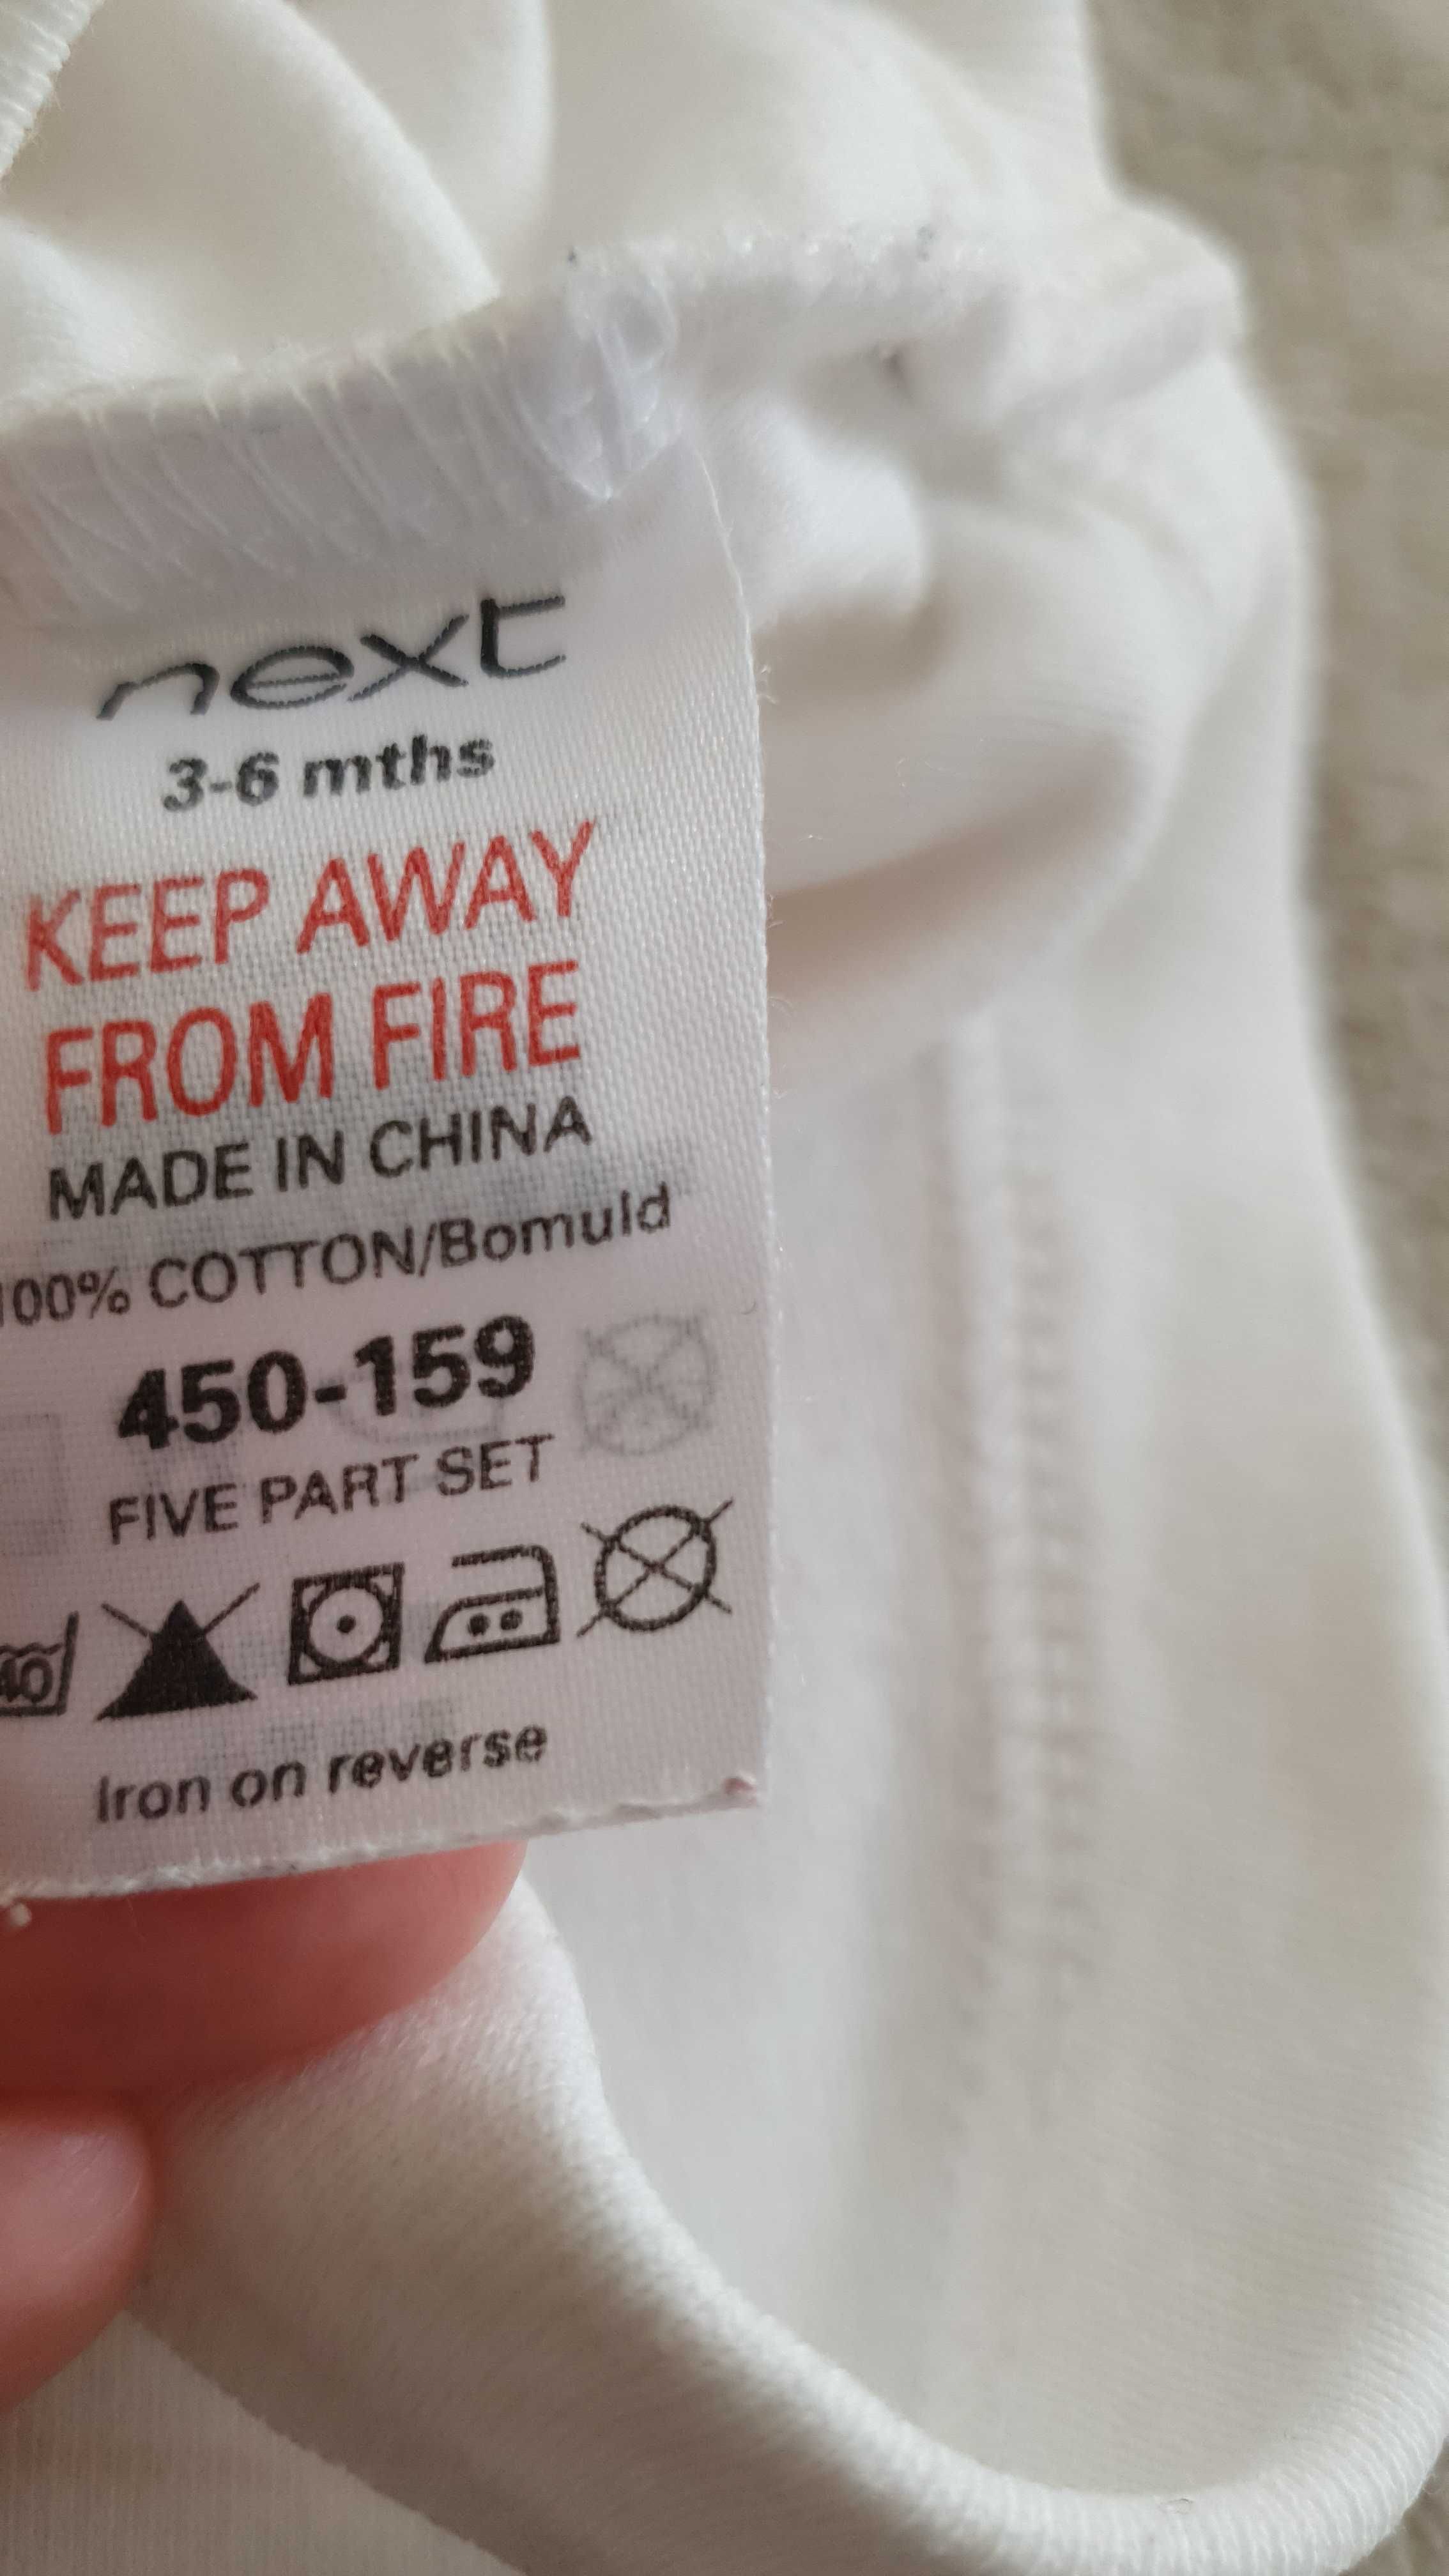 next
3-6 mths
KEEP AWAY
FROM FIRE
MADE IN CHINA
100% COTTON/Bomuld
450-159
FIVE PART SET
40
Iron on reverse